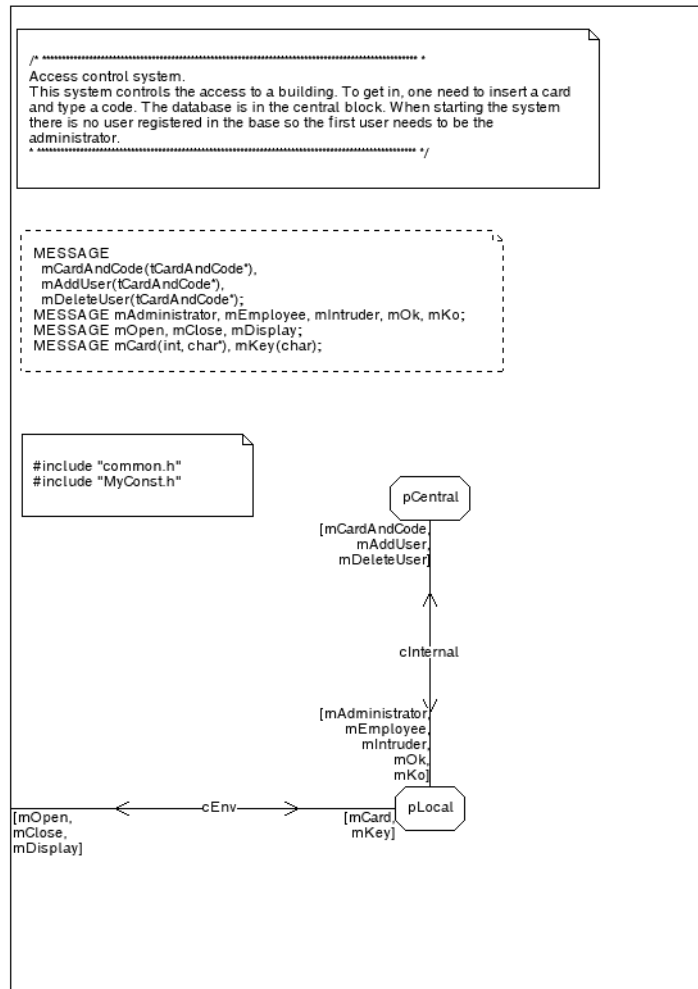 /* ********************************************************************************************** *
Access control system.
This system controls the access to a building. To get in, one need to insert a card
and type a code. The database is in the central block. When starting the system
there is no user registered in the base so the first user needs to be the
administrator.
* ********************************************************************************************** */
MESSAGE
mCardAndCode(tCardAndCode*),
mAddUser(tCardAndCode*),
mDeleteUser(tCardAndCode*);
MESSAGE mAdministrator, mEmployee, mIntruder, mOk, mKo;
MESSAGE mOpen, mClose, mDisplay;
MESSAGE mCard(int, char*), mKey(char);
#include "common.h"
#include "MyConst.h"
pCentral
[mCardAndCode,
mAddUser,
mDeleteUser]
cInternal
[mAdministrator,
mEmployee,
mIntruder,
mOk,
mKo]
cEnv
pLocal
[mOpen,
mClose,
mDisplay]
[mCard,
mKey]